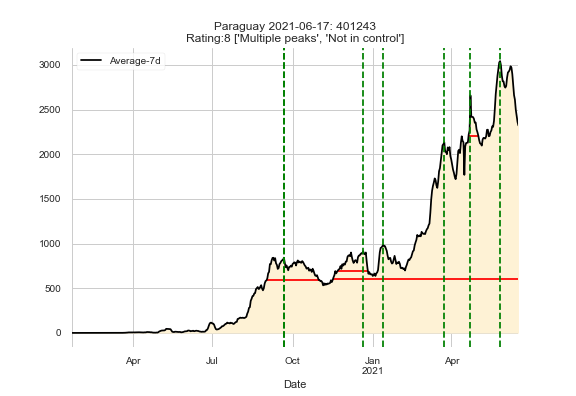 Paraguay 2021-06-17: 401243
Rating:8 ['Multiple peaks', 'Not in control']
Average-7d
3000
2500
2000
1500
1000
500
0
Apr
Jul
Oct
Jan
2021
Apr
Date